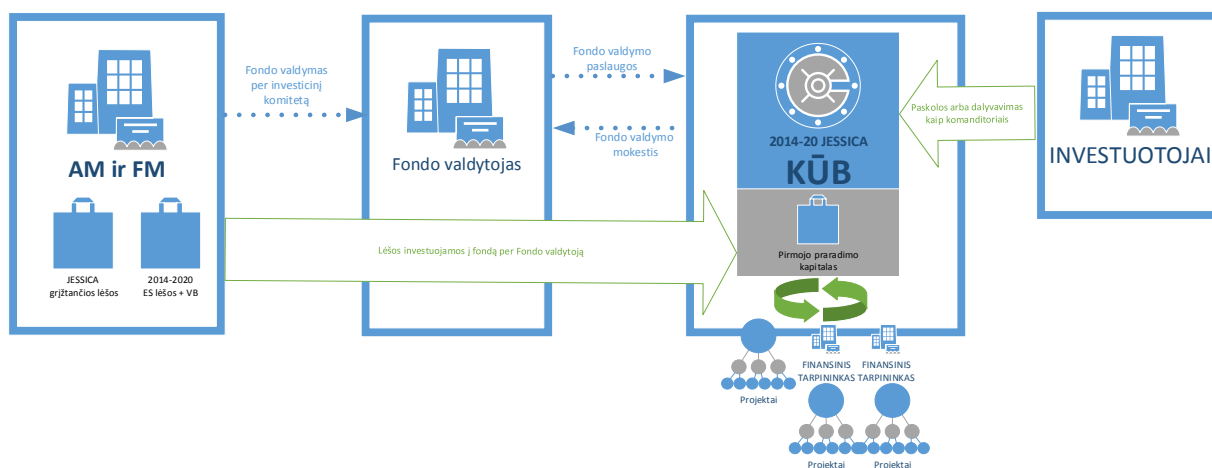 AM ir FM
JESSICA
grįžtančios lėšos
2014-2020
ES lėšos + VB
Fondo valdymas
per investicinį
komitetą
Fondo valdytojas
Fondo valdymo
paslaugos
Fondo valdymo
mokestis
Lėšos investuojamos į fondą per Fondo valdytoją
2014-20 JESSICA
KŪB
Pirmojo praradimo
kapitalas
Paskolos arba dalyvavimas
kaip komanditoriais
INVESTUOTOJAI
Projektai
FINANSINIS
TARPININKAS
Projektai
FINANSINIS
TARPININKAS
Projektai